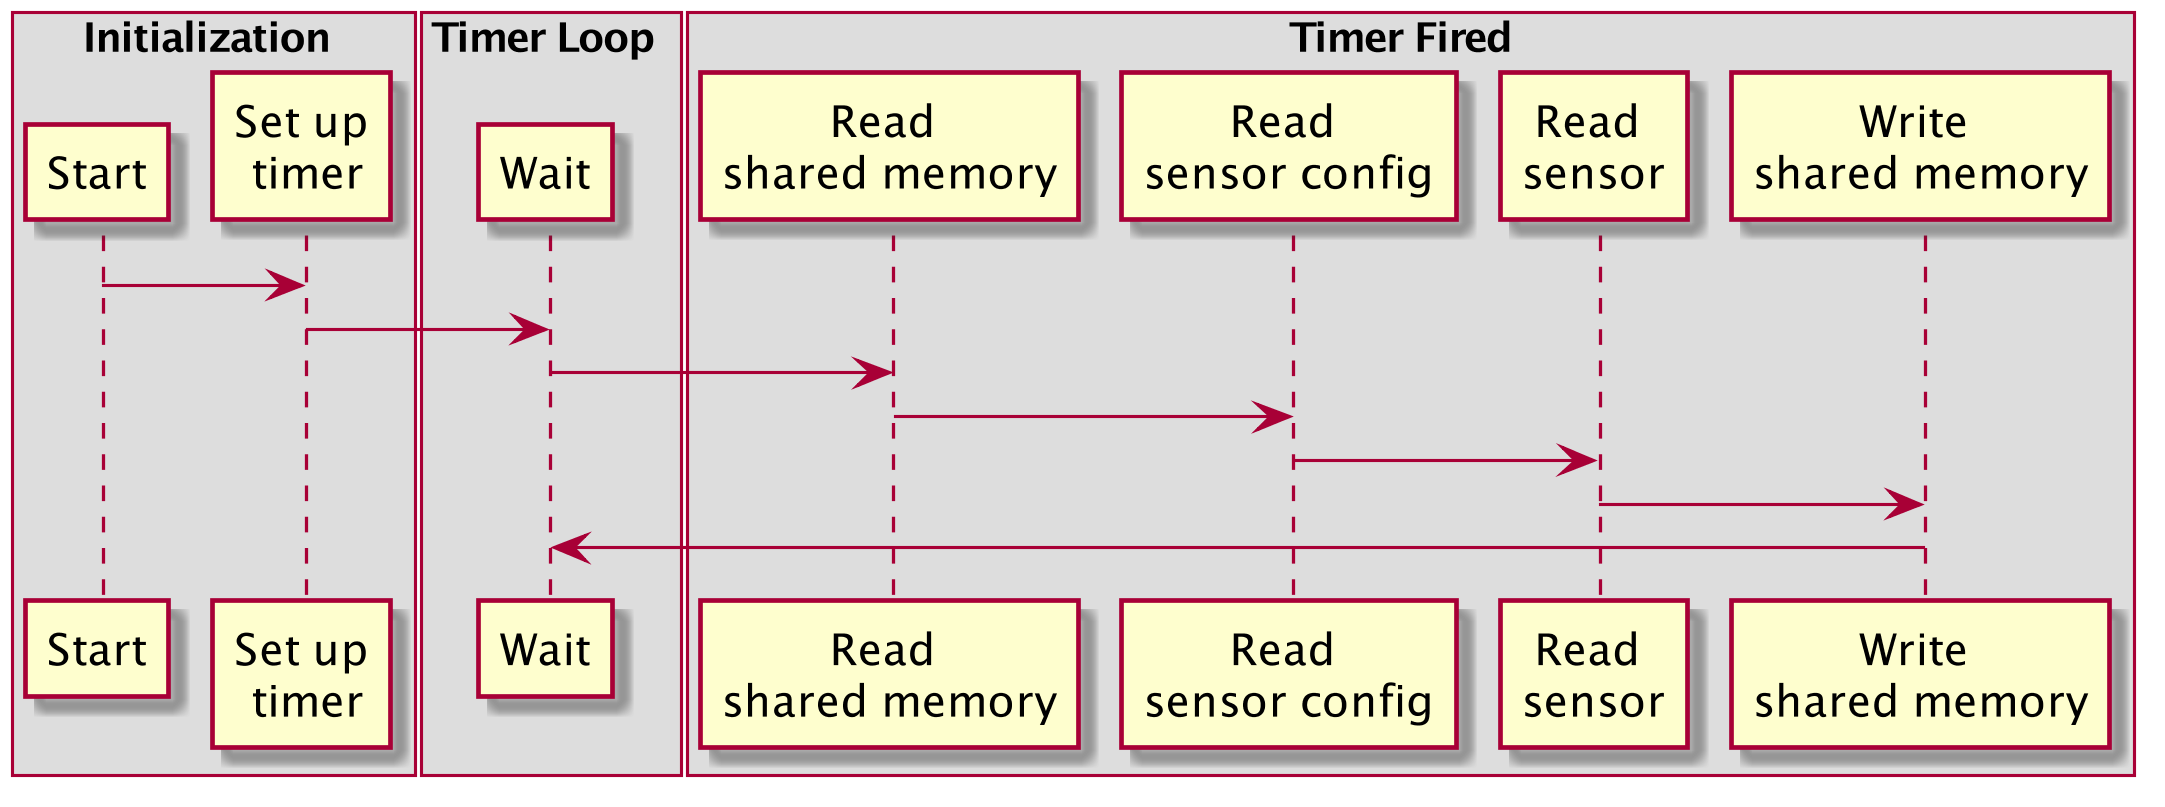 Initialization
Timer Loop
Timer Fired
Start
Set up
timer
Wait
Read
shared memory
Read
sensor config
Read
sensor
Write
shared memory
Start
Set up
timer
Wait
Read
shared memory
Read
sensor config
Read
sensor
Write
shared memory